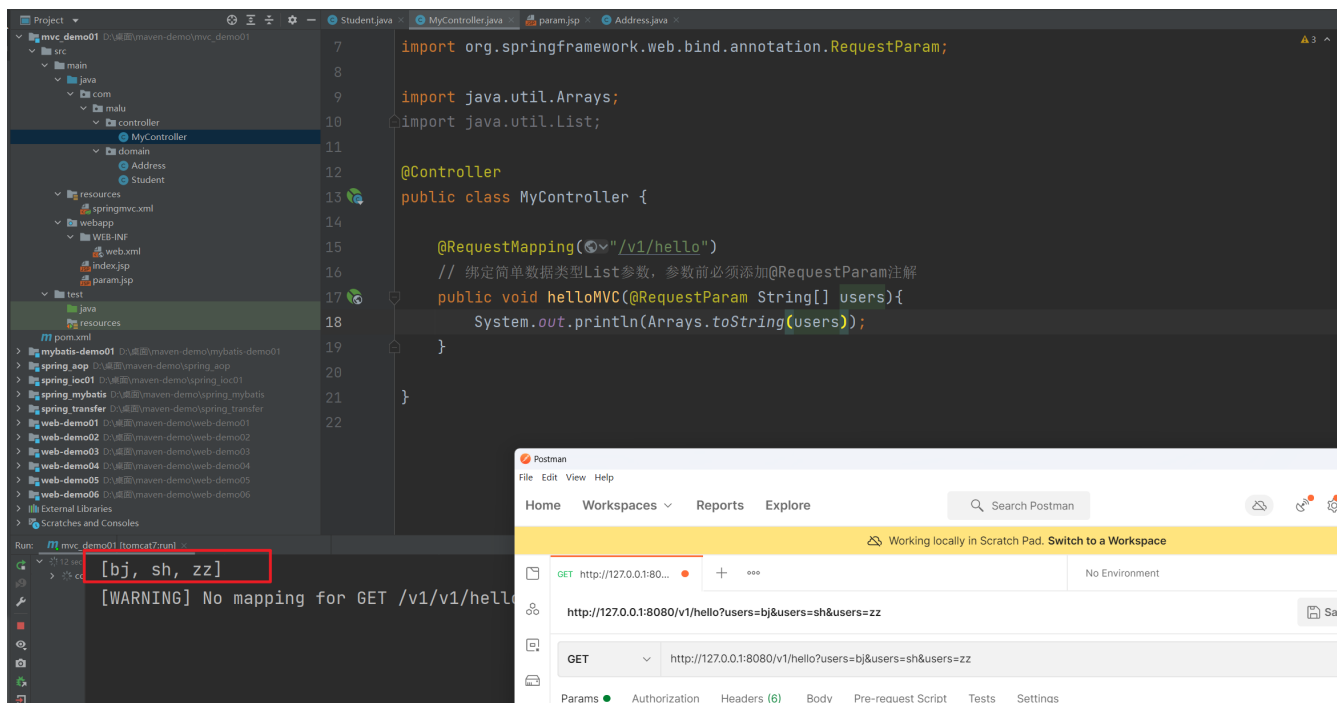 Project
Student.java
MyController.java
param.jsp
Address.java
mvc_demo01 D:\桌面\maven-demo\mvc_demo01
src
main
java
com
malu
controller
MyController
domain
Address
Student
resources
springmvc.xml
webapp
WEB-INF
web.xml
index.jsp
param.jsp
test
java
resources
pom.xml
mybatis-demo01 D:\桌面\maven-demo\mybatis-demo01
spring_aop D:\桌面\maven-demo\spring_aop
spring_ioc01 D:\桌面\maven-demo\spring_ioc01
spring_mybatis D:\桌面\maven-demo\spring_mybatis
spring_transfer D:\桌面\maven-demo\spring_transfer
web-demo01 D:\桌面\maven-demo\web-demo01
web-demo02 D:\桌面\maven-demo\web-demo02
web-demo03 D:\桌面\maven-demo\web-demo03
web-demo04 D:\桌面\maven-demo\web-demo04
web-demo05 D:\桌面\maven-demo\web-demo05
web-demo06 D:\桌面\maven-demo\web-demo06
External Libraries
Scratches and Consoles
7 import org.springframework.web.bind.annotation.RequestParam;
3
8
9 import java.util.Arrays;
10 import java.util.List;
11
12 @Controller
13 public class MyController {
14
15 @RequestMapping("/v1/hello")
16 // 绑定简单数据类型List参数，参数前必须添加@RequestParam注解
17 public void helloMVC(@RequestParam String[] users){
18 System.out.println(Arrays.toString(users));
19 }
20
21 }
22
Run: mvc_demo01 [tomcat7:run]
12 sec
[bj, sh, zz]
[WARNING] No mapping for GET /v1/v1/hello
Postman
File Edit View Help
Home Workspaces Reports Explore
Search Postman
Working locally in Scratch Pad. Switch to a Workspace
GET http://127.0.0.1:80...
No Environment
http://127.0.0.1:8080/v1/hello?users=bj&users=sh&users=zz
GET http://127.0.0.1:8080/v1/hello?users=bj&users=sh&users=zz
Params Authorization Headers (6) Body Pre-request Script Tests Settings